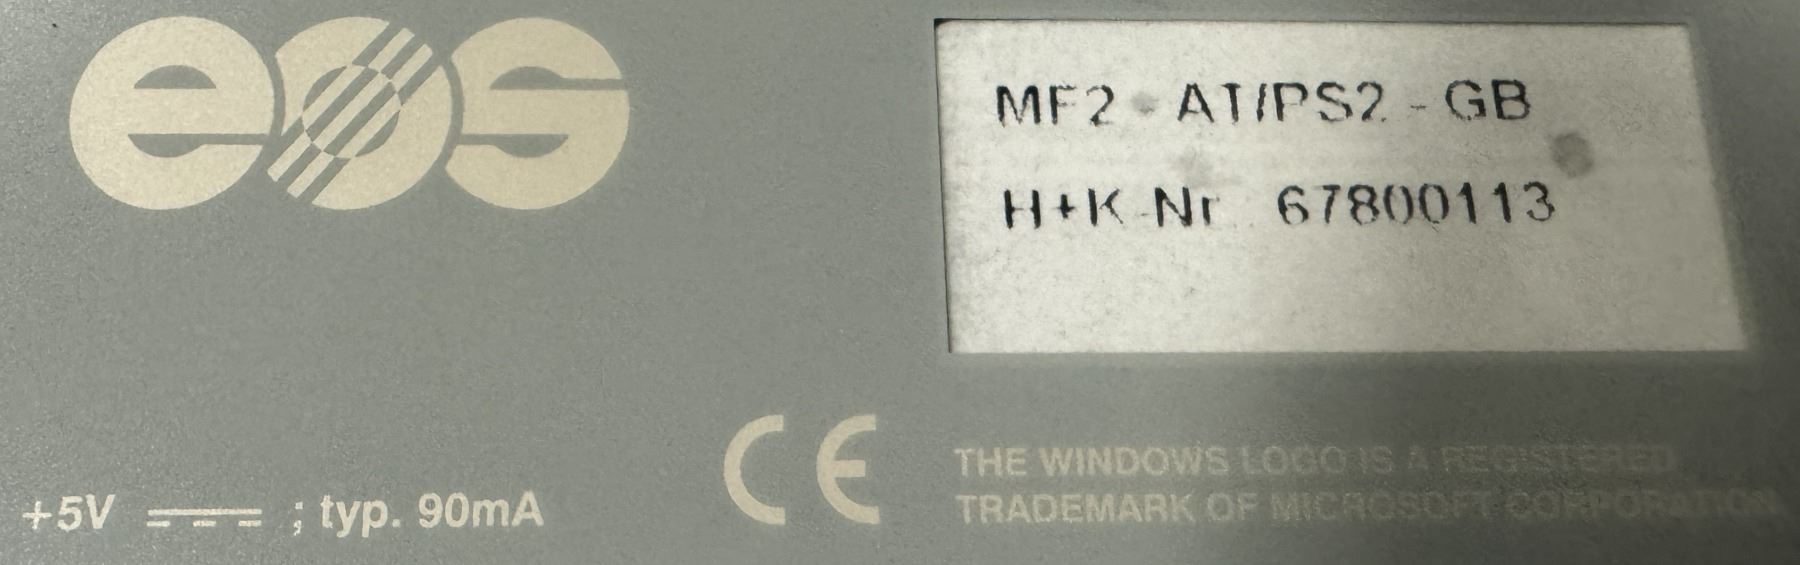 eos
MF2 - AT/PS2 - GB
H+K-Nr. 67800113
+5V ; typ. 90mA
CE
THE WINDOWS LOGO IS A REGISTERED
TRADEMARK OF MICROSOFT CORPORATION